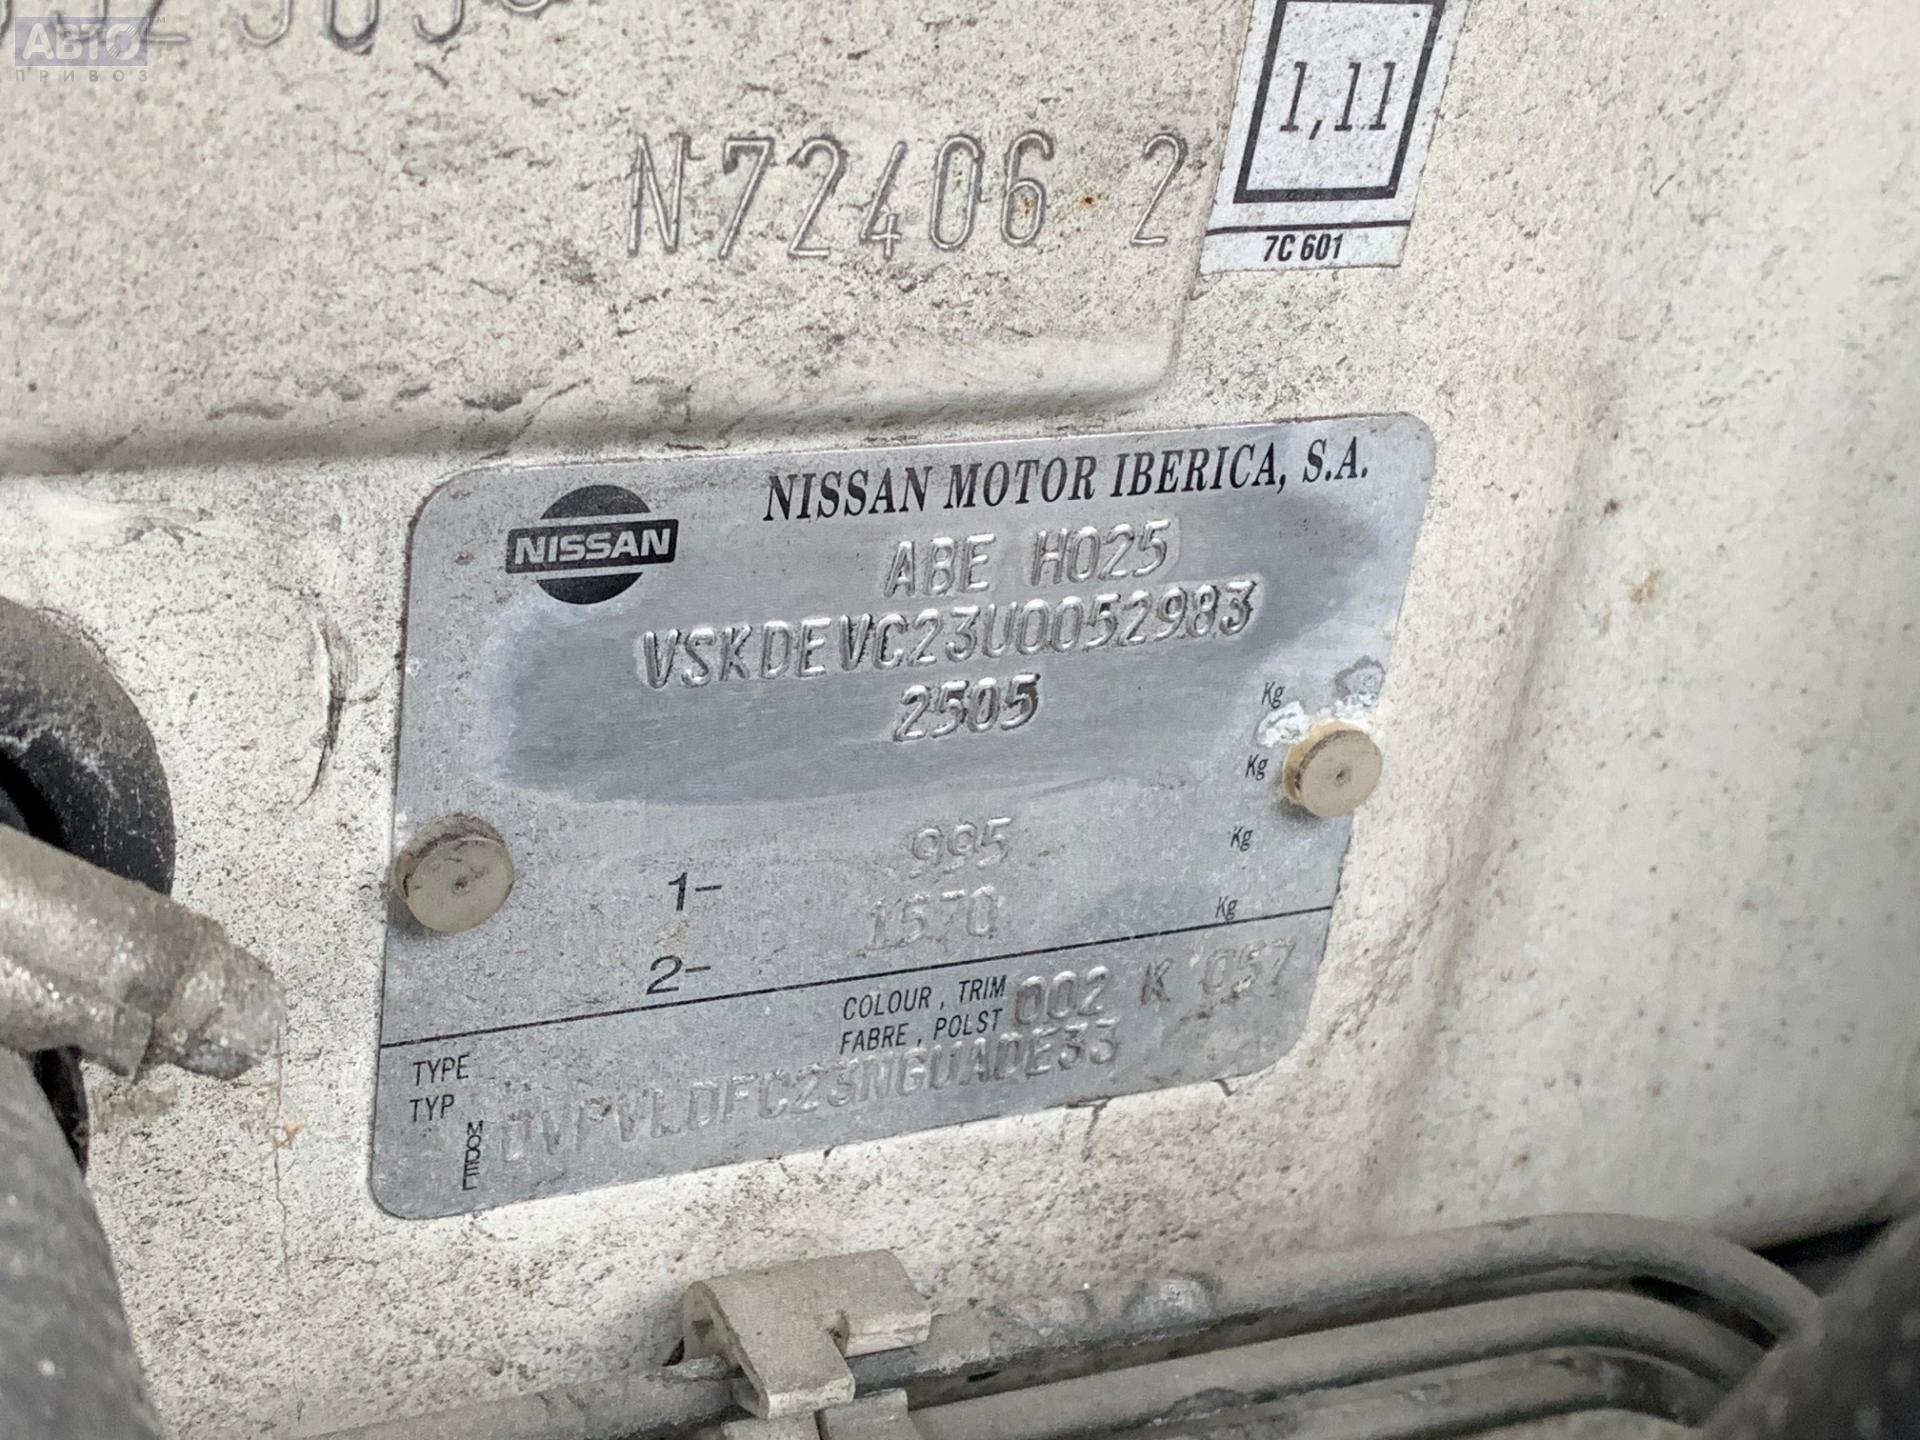 АВТО
ПРИВОЗ
1,11
N72406 2
7C 601
NISSAN MOTOR IBERICA, S.A.
NISSAN
ABE H025
VSKDEVC23U0052983
2505 Kg
Kg
1- 995 Kg
2- 1570 Kg
COLOUR , TRIM 002 K 057
FABRE , POLST
TYPE
TYP
MODEL DVPVLDFC23NGUADE33